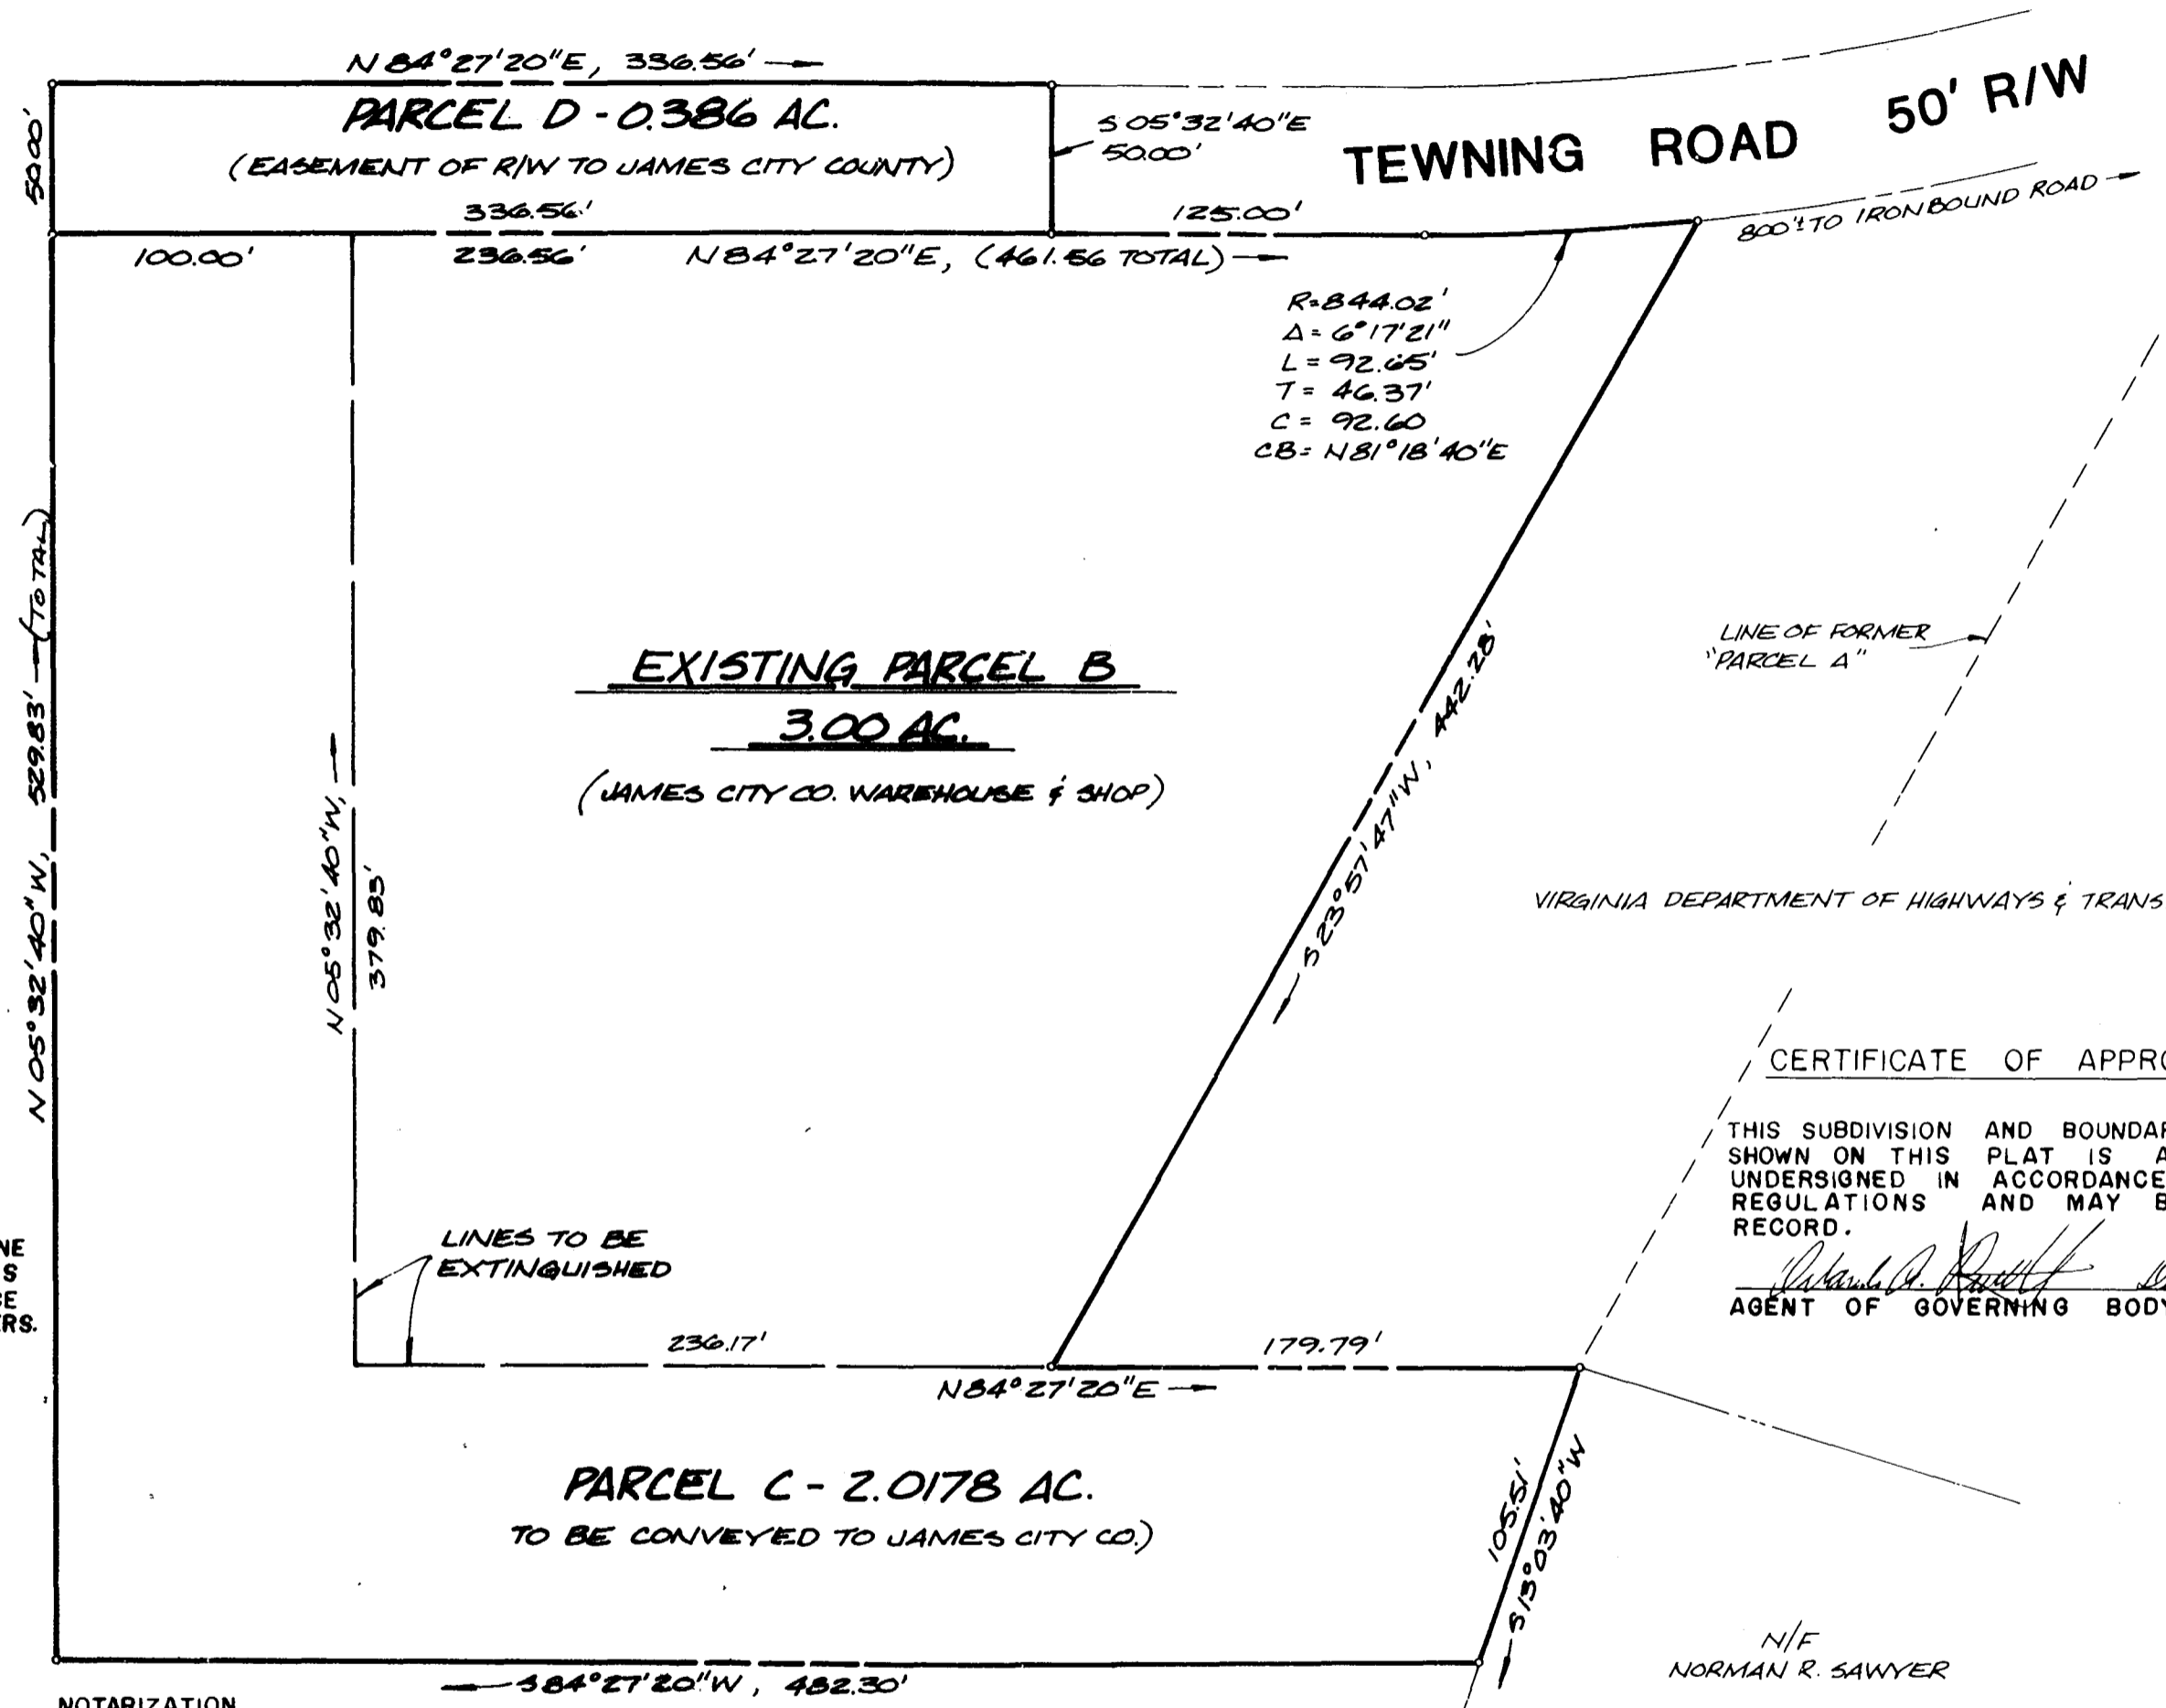 N 84°27'20"E, 336.56'
PARCEL D - 0.386 AC.
(EASEMENT OF R/W TO JAMES CITY COUNTY)
50.00'
S 05°32'40"E
50.00'
TEWNING ROAD 50' R/W
800'± TO IRONBOUND ROAD
336.56'
125.00'
100.00'
236.56'
N 84°27'20"E, (461.56 TOTAL)
R=844.02'
Δ = 6°17'21"
L = 92.65'
T = 46.37'
C = 92.60
CB= N81°18'40"E
N 05°32'40"W, 529.83' (TOTAL)
N 05°32'40"W,
379.83'
EXISTING PARCEL B
3.00 AC.
(JAMES CITY CO. WAREHOUSE & SHOP)
S 23°57'47"W, 442.28'
LINE OF FORMER
"PARCEL A"
VIRGINIA DEPARTMENT OF HIGHWAYS & TRANS
CERTIFICATE OF APPRO
THIS SUBDIVISION AND BOUNDAR
SHOWN ON THIS PLAT IS A
UNDERSIGNED IN ACCORDANCE
REGULATIONS AND MAY B
RECORD.
AGENT OF GOVERNING BODY
NE
S
CE
ERS.
LINES TO BE
EXTINGUISHED
236.17'
179.79'
N84°27'20"E
PARCEL C - 2.0178 AC.
TO BE CONVEYED TO JAMES CITY CO.)
105.51'
S 13°03'40"W
N/F
NORMAN R. SAWYER
S84°27'20"W, 482.30'
NOTARIZATION